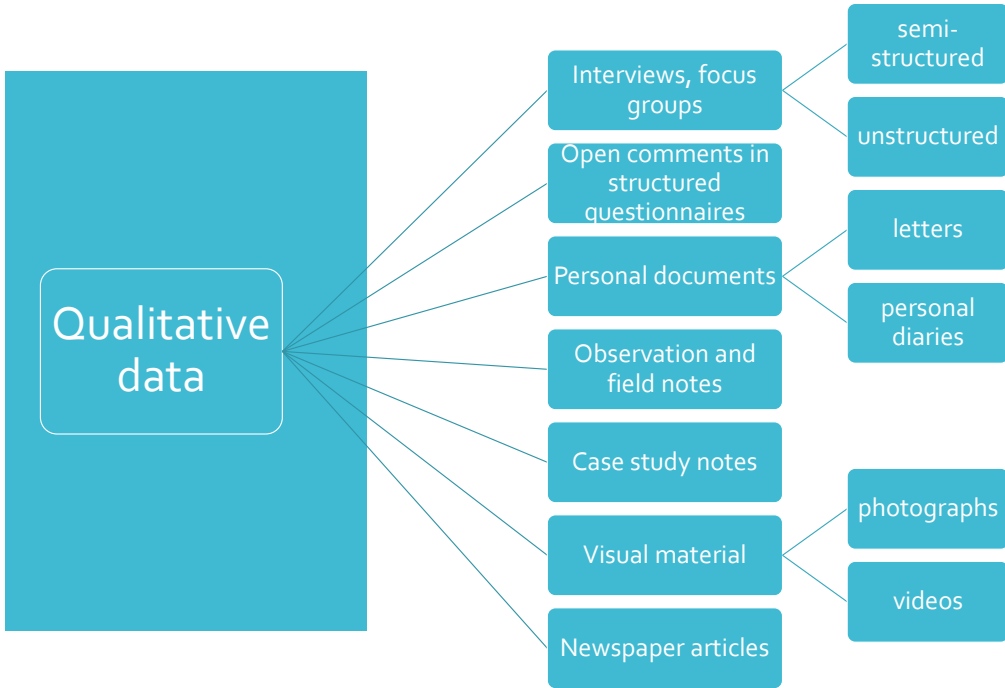 Qualitative
data
Interviews, focus
groups
semi-
structured
unstructured
Open comments in
structured
questionnaires
Personal documents
letters
personal
diaries
Observation and
field notes
Case study notes
Visual material
photographs
videos
Newspaper articles